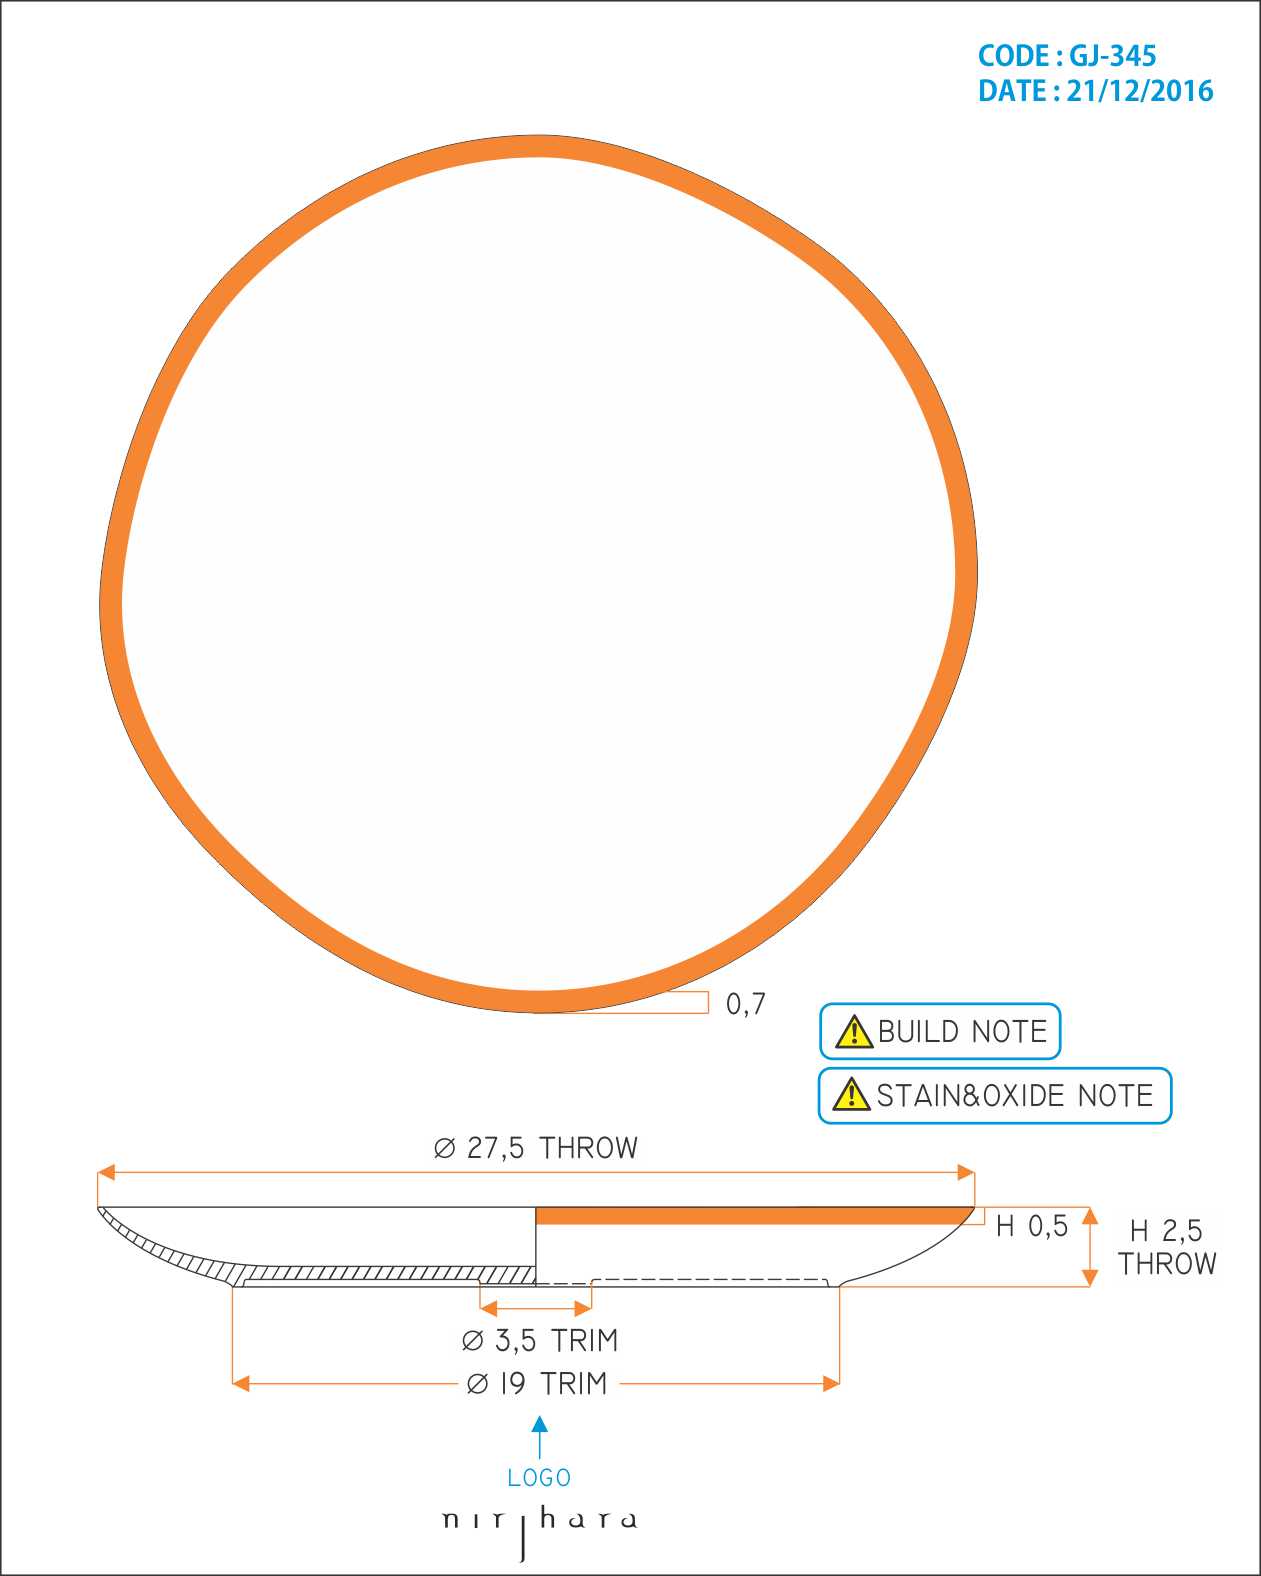 CODE : GJ-345
DATE : 21/12/2016
0,7
BUILD NOTE
STAIN&OXIDE NOTE
∅ 27,5 THROW
H 0,5
H 2,5
THROW
∅ 3,5 TRIM
∅ 19 TRIM
LOGO
nirjhara